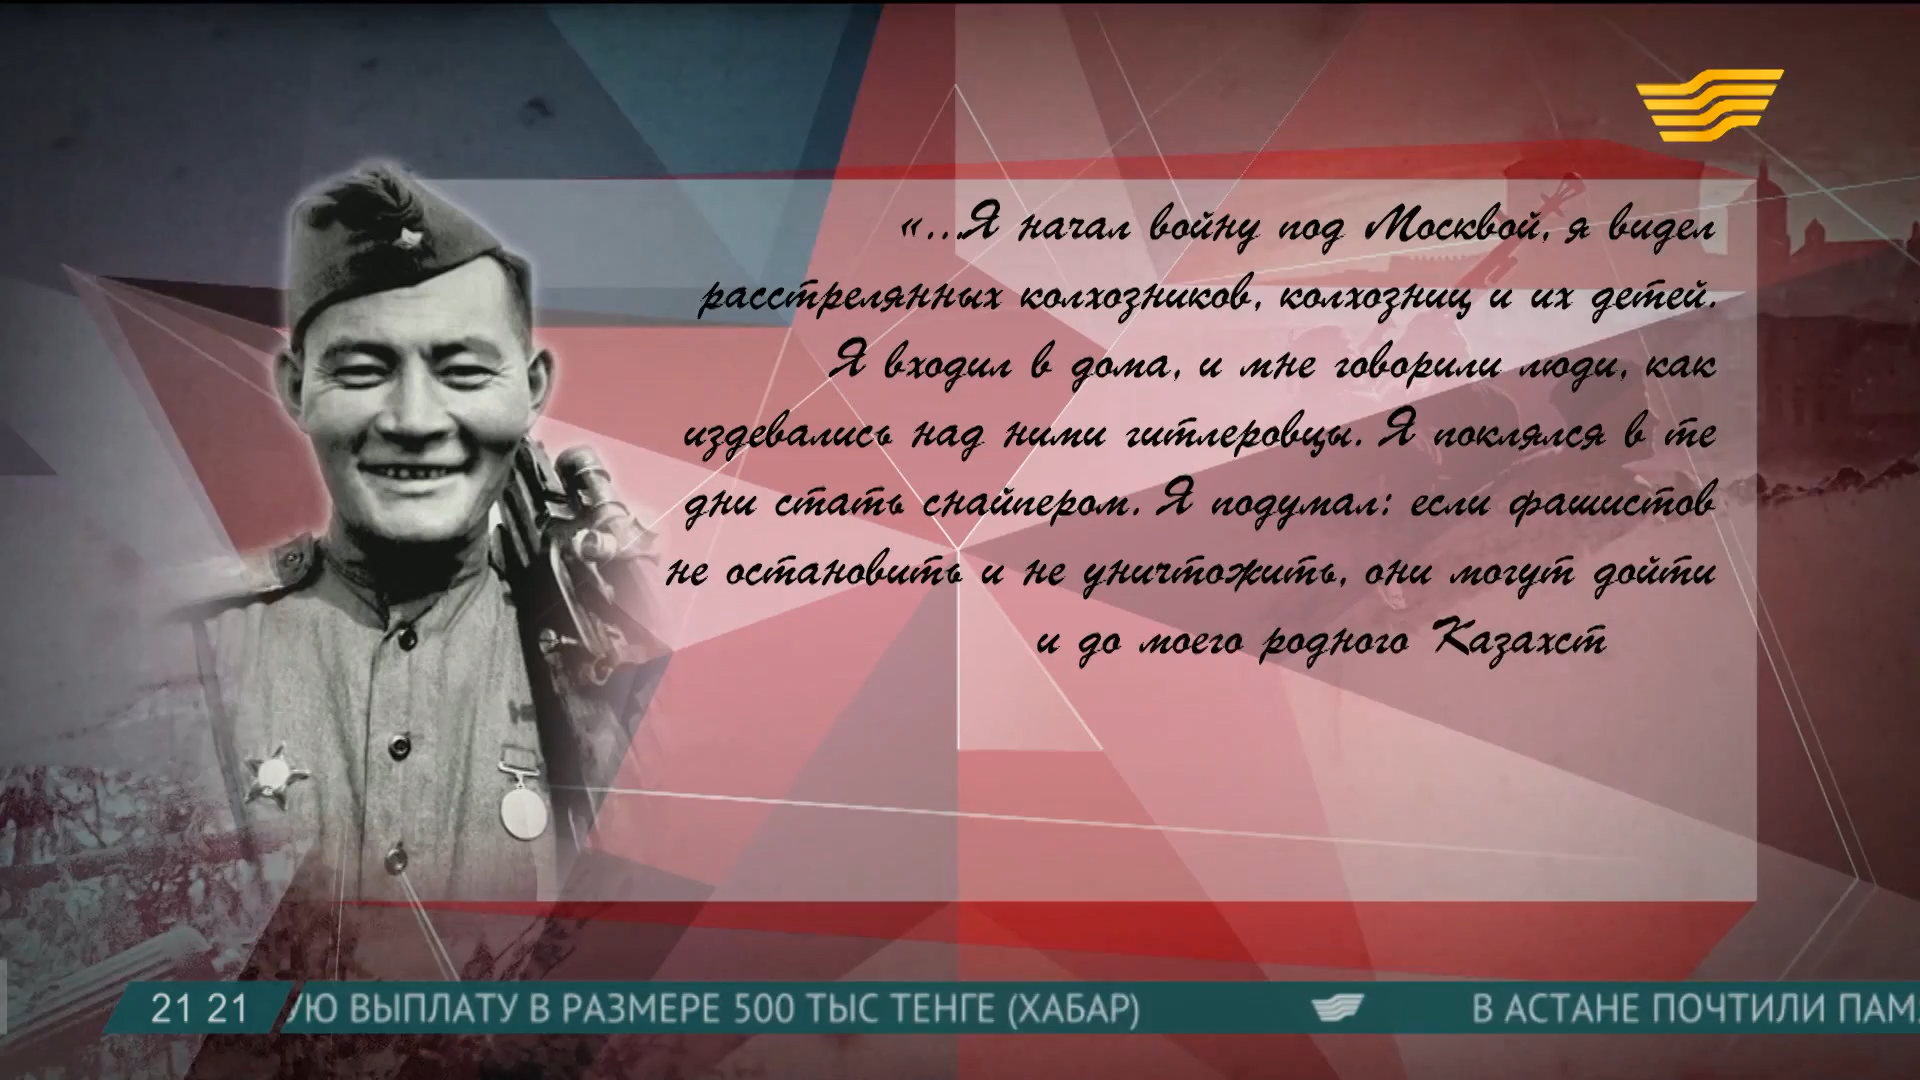 «...Я начал войну под Москвой, я видел
расстрелянных колхозников, колхозниц и их детей.
Я входил в дома, и мне говорили люди, как
издевались над ними гитлеровцы. Я поклялся в те
дни стать снайпером. Я подумал: если фашистов
не остановить и не уничтожить, они могут дойти
и до моего родного Казахст
21 21 УЮ ВЫПЛАТУ В РАЗМЕРЕ 500 ТЫС ТЕНГЕ (ХАБАР) В АСТАНЕ ПОЧТИЛИ ПАМЯ